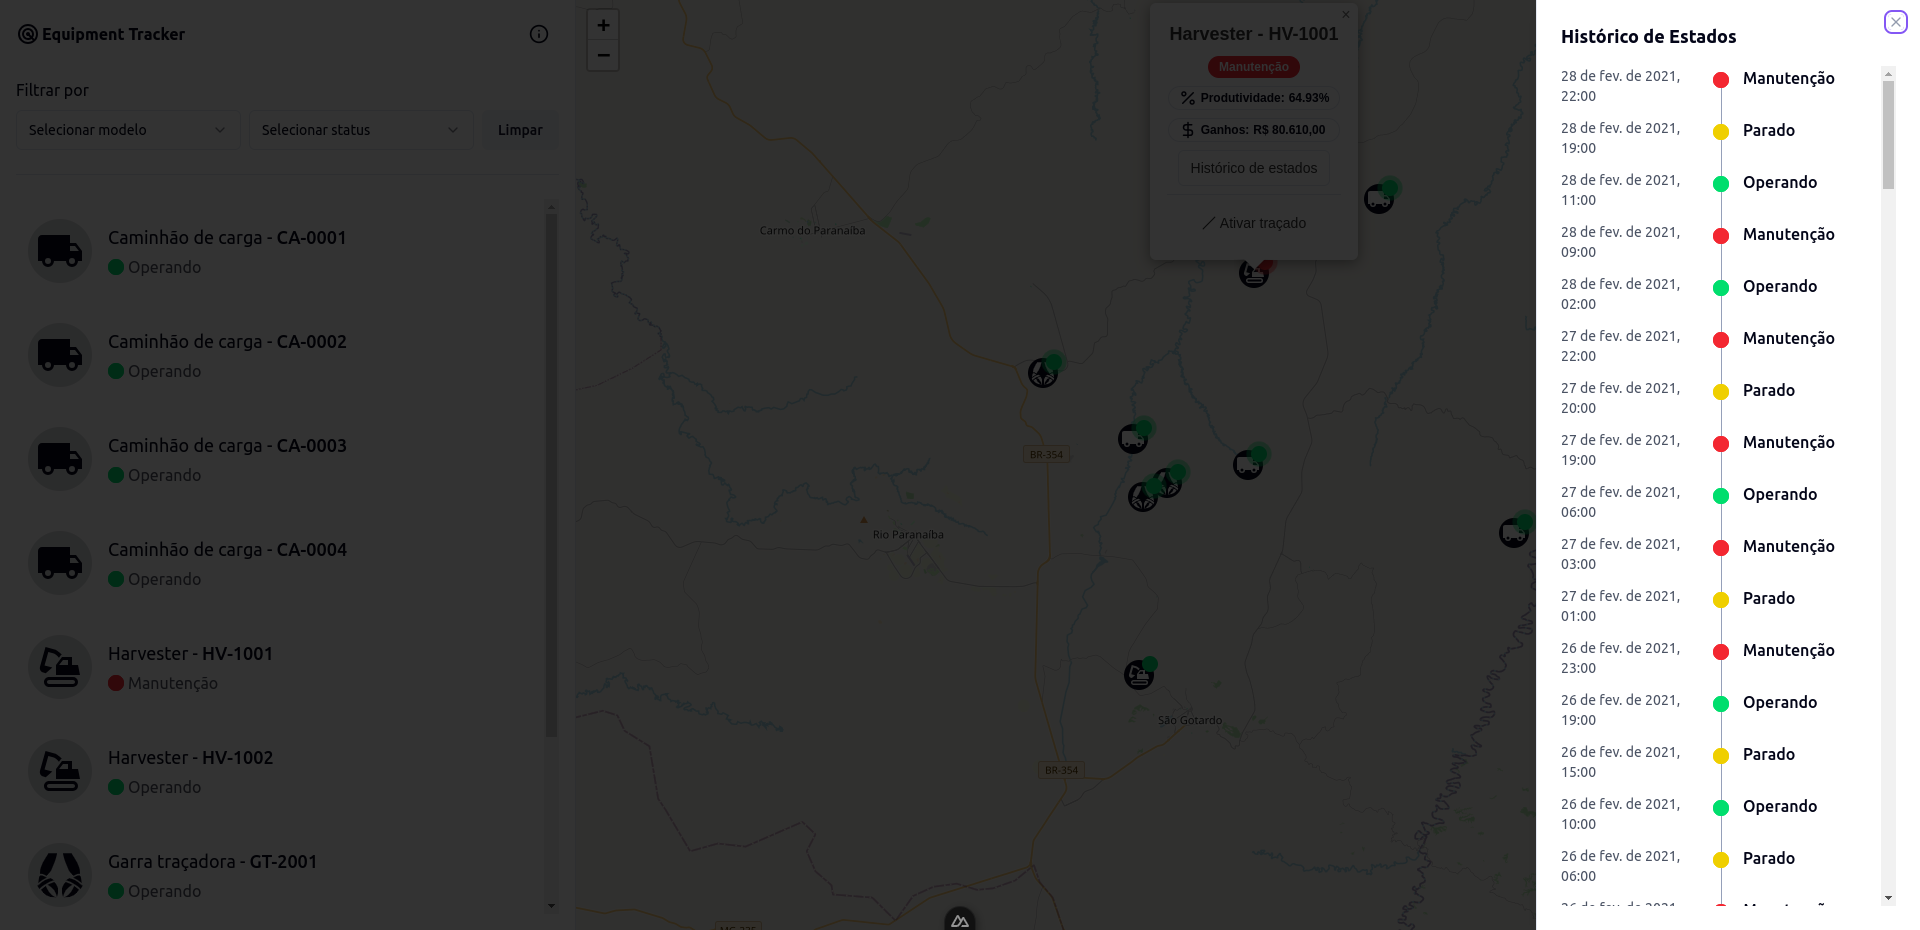 Equipment Tracker
Filtrar por
Selecionar modelo
Selecionar status
Limpar
Caminhão de carga - CA-0001
Operando
Caminhão de carga - CA-0002
Operando
Caminhão de carga - CA-0003
Operando
Caminhão de carga - CA-0004
Operando
Harvester - HV-1001
Manutenção
Harvester - HV-1002
Operando
Garra traçadora - GT-2001
Operando
+
−
Harvester - HV-1001
Manutenção
Produtividade: 64.93%
Ganhos: R$ 80.610,00
Histórico de estados
Ativar traçado
Carmo do Paranaíba
BR-354
Rio Paranaíba
São Gotardo
BR-354
Histórico de Estados
28 de fev. de 2021,
22:00
Manutenção
28 de fev. de 2021,
19:00
Parado
28 de fev. de 2021,
11:00
Operando
28 de fev. de 2021,
09:00
Manutenção
28 de fev. de 2021,
02:00
Operando
27 de fev. de 2021,
22:00
Manutenção
27 de fev. de 2021,
20:00
Parado
27 de fev. de 2021,
19:00
Manutenção
27 de fev. de 2021,
06:00
Operando
27 de fev. de 2021,
03:00
Manutenção
27 de fev. de 2021,
01:00
Parado
26 de fev. de 2021,
23:00
Manutenção
26 de fev. de 2021,
19:00
Operando
26 de fev. de 2021,
15:00
Parado
26 de fev. de 2021,
10:00
Operando
26 de fev. de 2021,
06:00
Parado